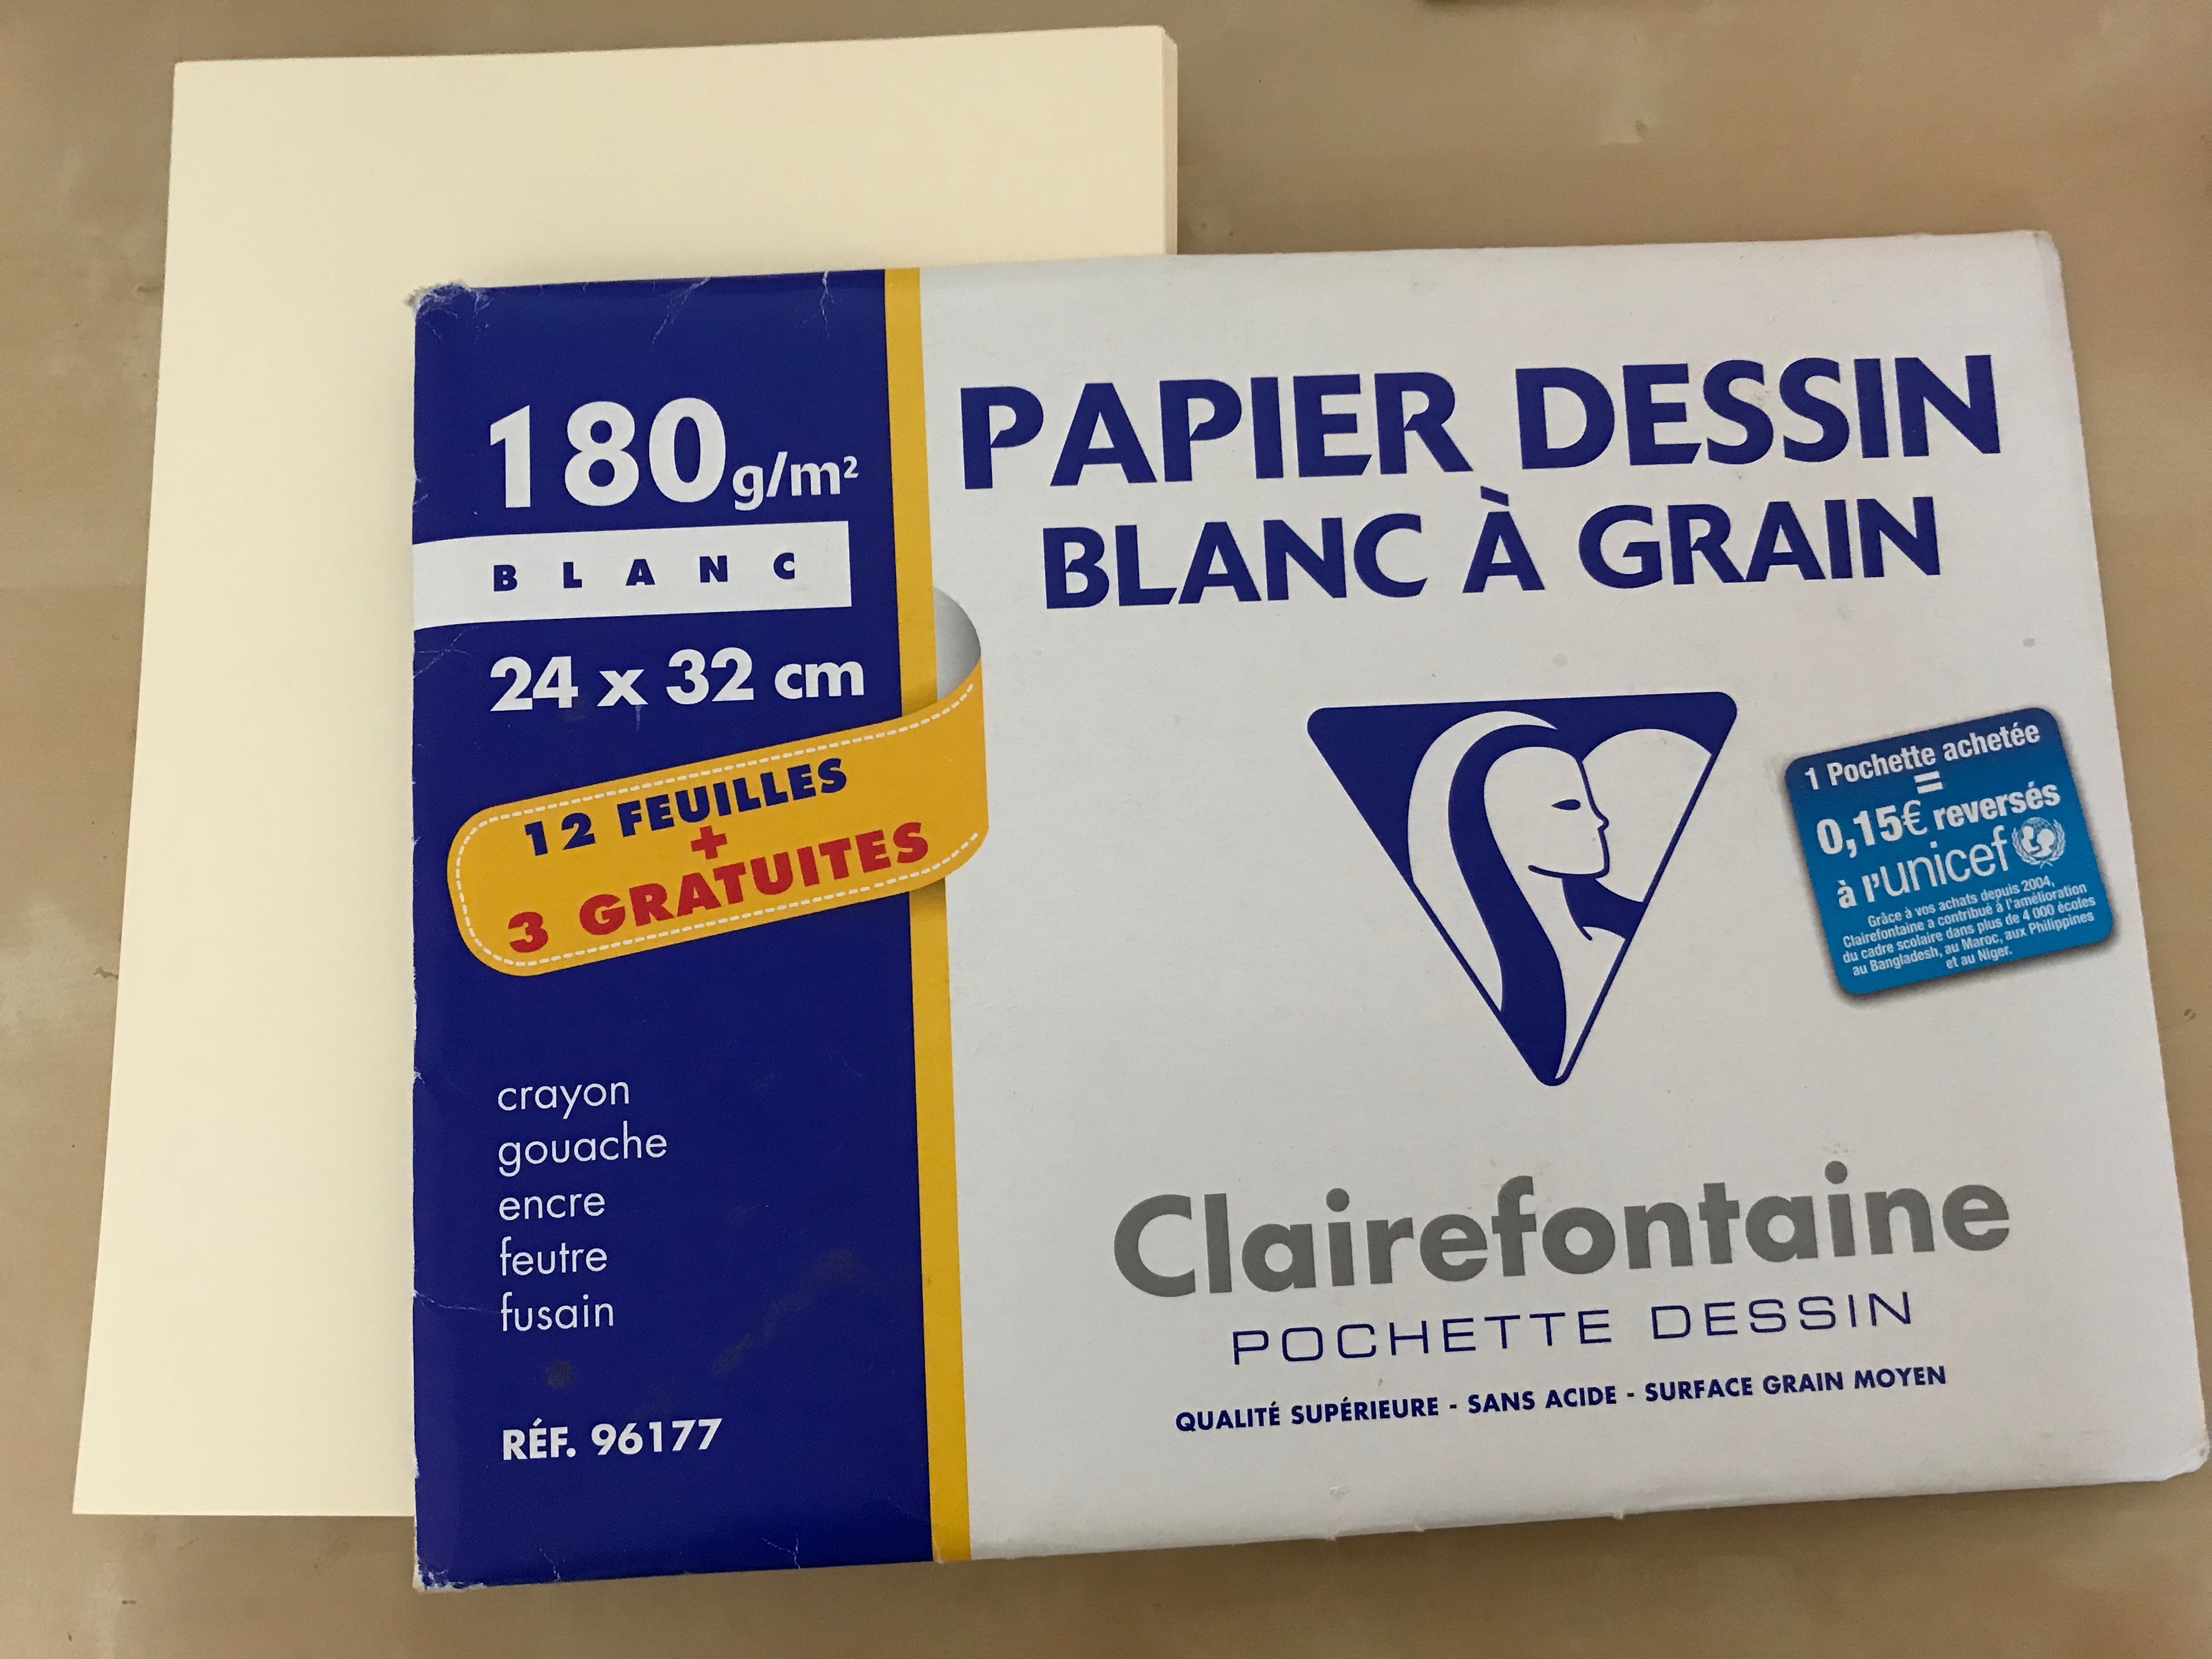 180g/m²
BLANC
24 x 32 cm
12 FEUILLES
+
3 GRATUITES
crayon
gouache
encre
feutre
fusain
RÉF. 96177
PAPIER DESSIN
BLANC À GRAIN
1 Pochette achetée
=
0,15€ reversés
à l'unicef
Grâce à vos achats depuis 2004,
Clairefontaine a contribué à l'amélioration
du cadre scolaire dans plus de 4 000 écoles
au Bangladesh, au Maroc, aux Philippines
et au Niger.
Clairefontaine
POCHETTE DESSIN
QUALITÉ SUPÉRIEURE - SANS ACIDE - SURFACE GRAIN MOYEN